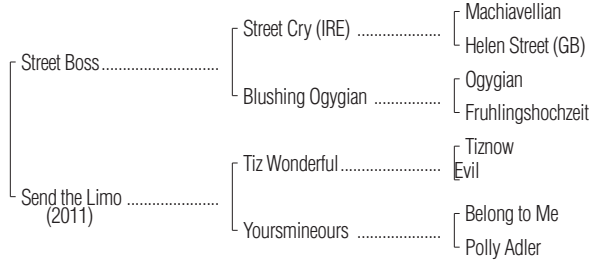 Machiavellian
Street Cry (IRE) ..................
Helen Street (GB)
Street Boss .........................
Ogygian
Blushing Ogygian ..............
Fruhlingshochzeit
Tiznow
Tiz Wonderful .....................
Evil
Send the Limo ....................
(2011)
Belong to Me
Yoursmineours ..................
Polly Adler